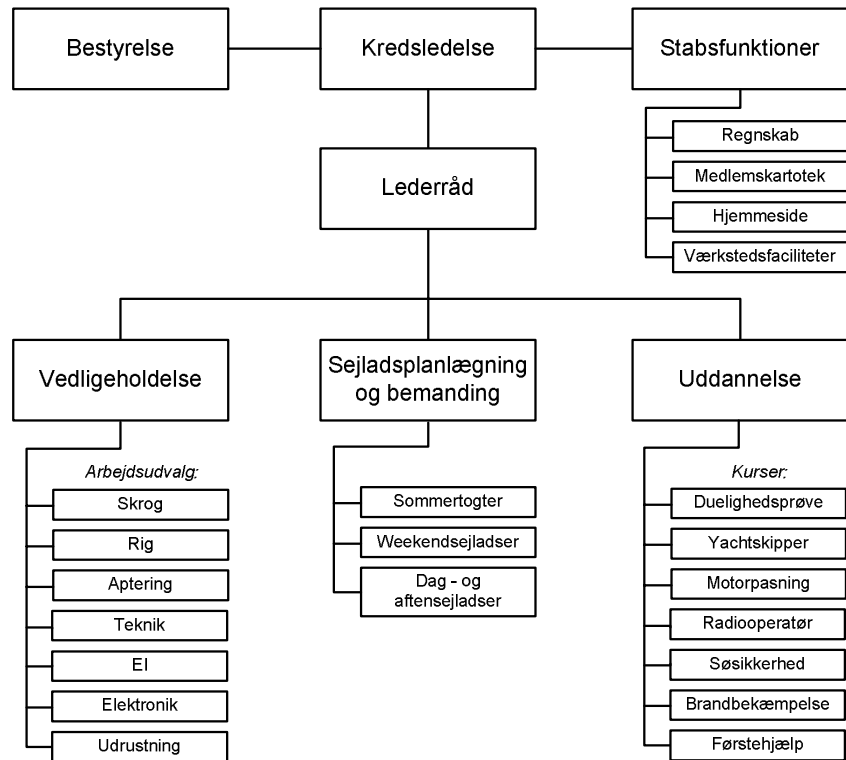 Bestyrelse
Kredsledelse
Stabsfunktioner
Regnskab
Medlemskartotek
Hjemmeside
Værkstedsfaciliteter
Lederråd
Vedligeholdelse
Arbejdsudvalg:
Skrog
Rig
Aptering
Teknik
El
Elektronik
Udrustning
Sejladsplanlægning
og bemanding
Sommertogter
Weekendsejladser
Dag - og
aftensejladser
Uddannelse
Kurser:
Duelighedsprøve
Yachtskipper
Motorpasning
Radiooperatør
Søsikkerhed
Brandbekæmpelse
Førstehjælp